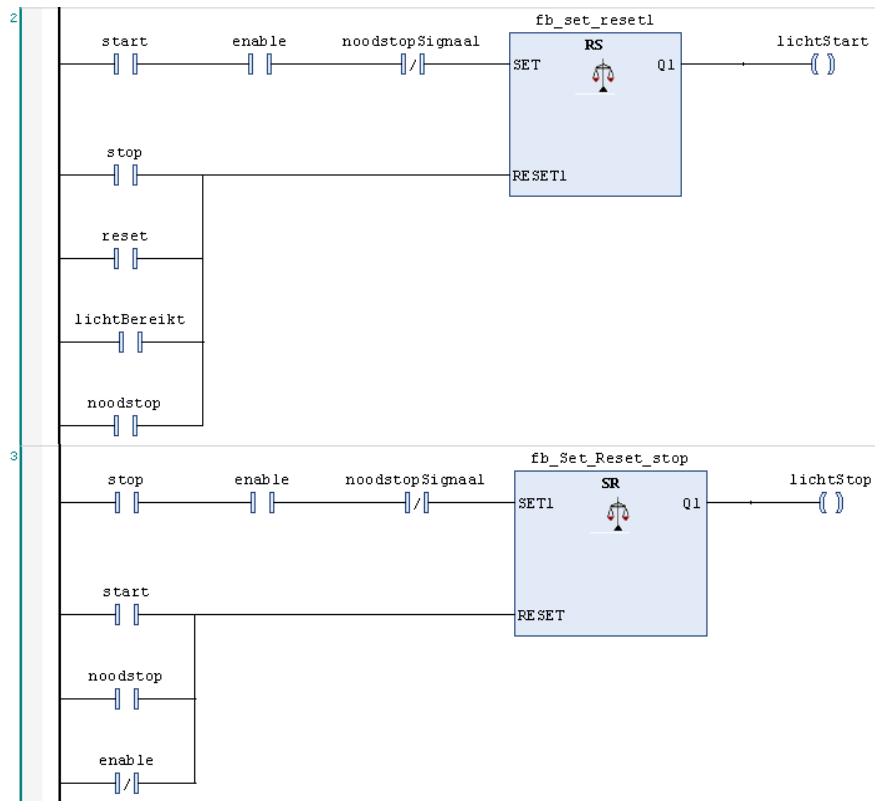 2
fb_set_reset1
start enable noodstopSignaal RS lichtStart
SET Q1
stop
RESET1
reset
lichtBereikt
noodstop
3
fb_Set_Reset_stop
stop enable noodstopSignaal SR lichtStop
SET1 Q1
start
RESET
noodstop
enable